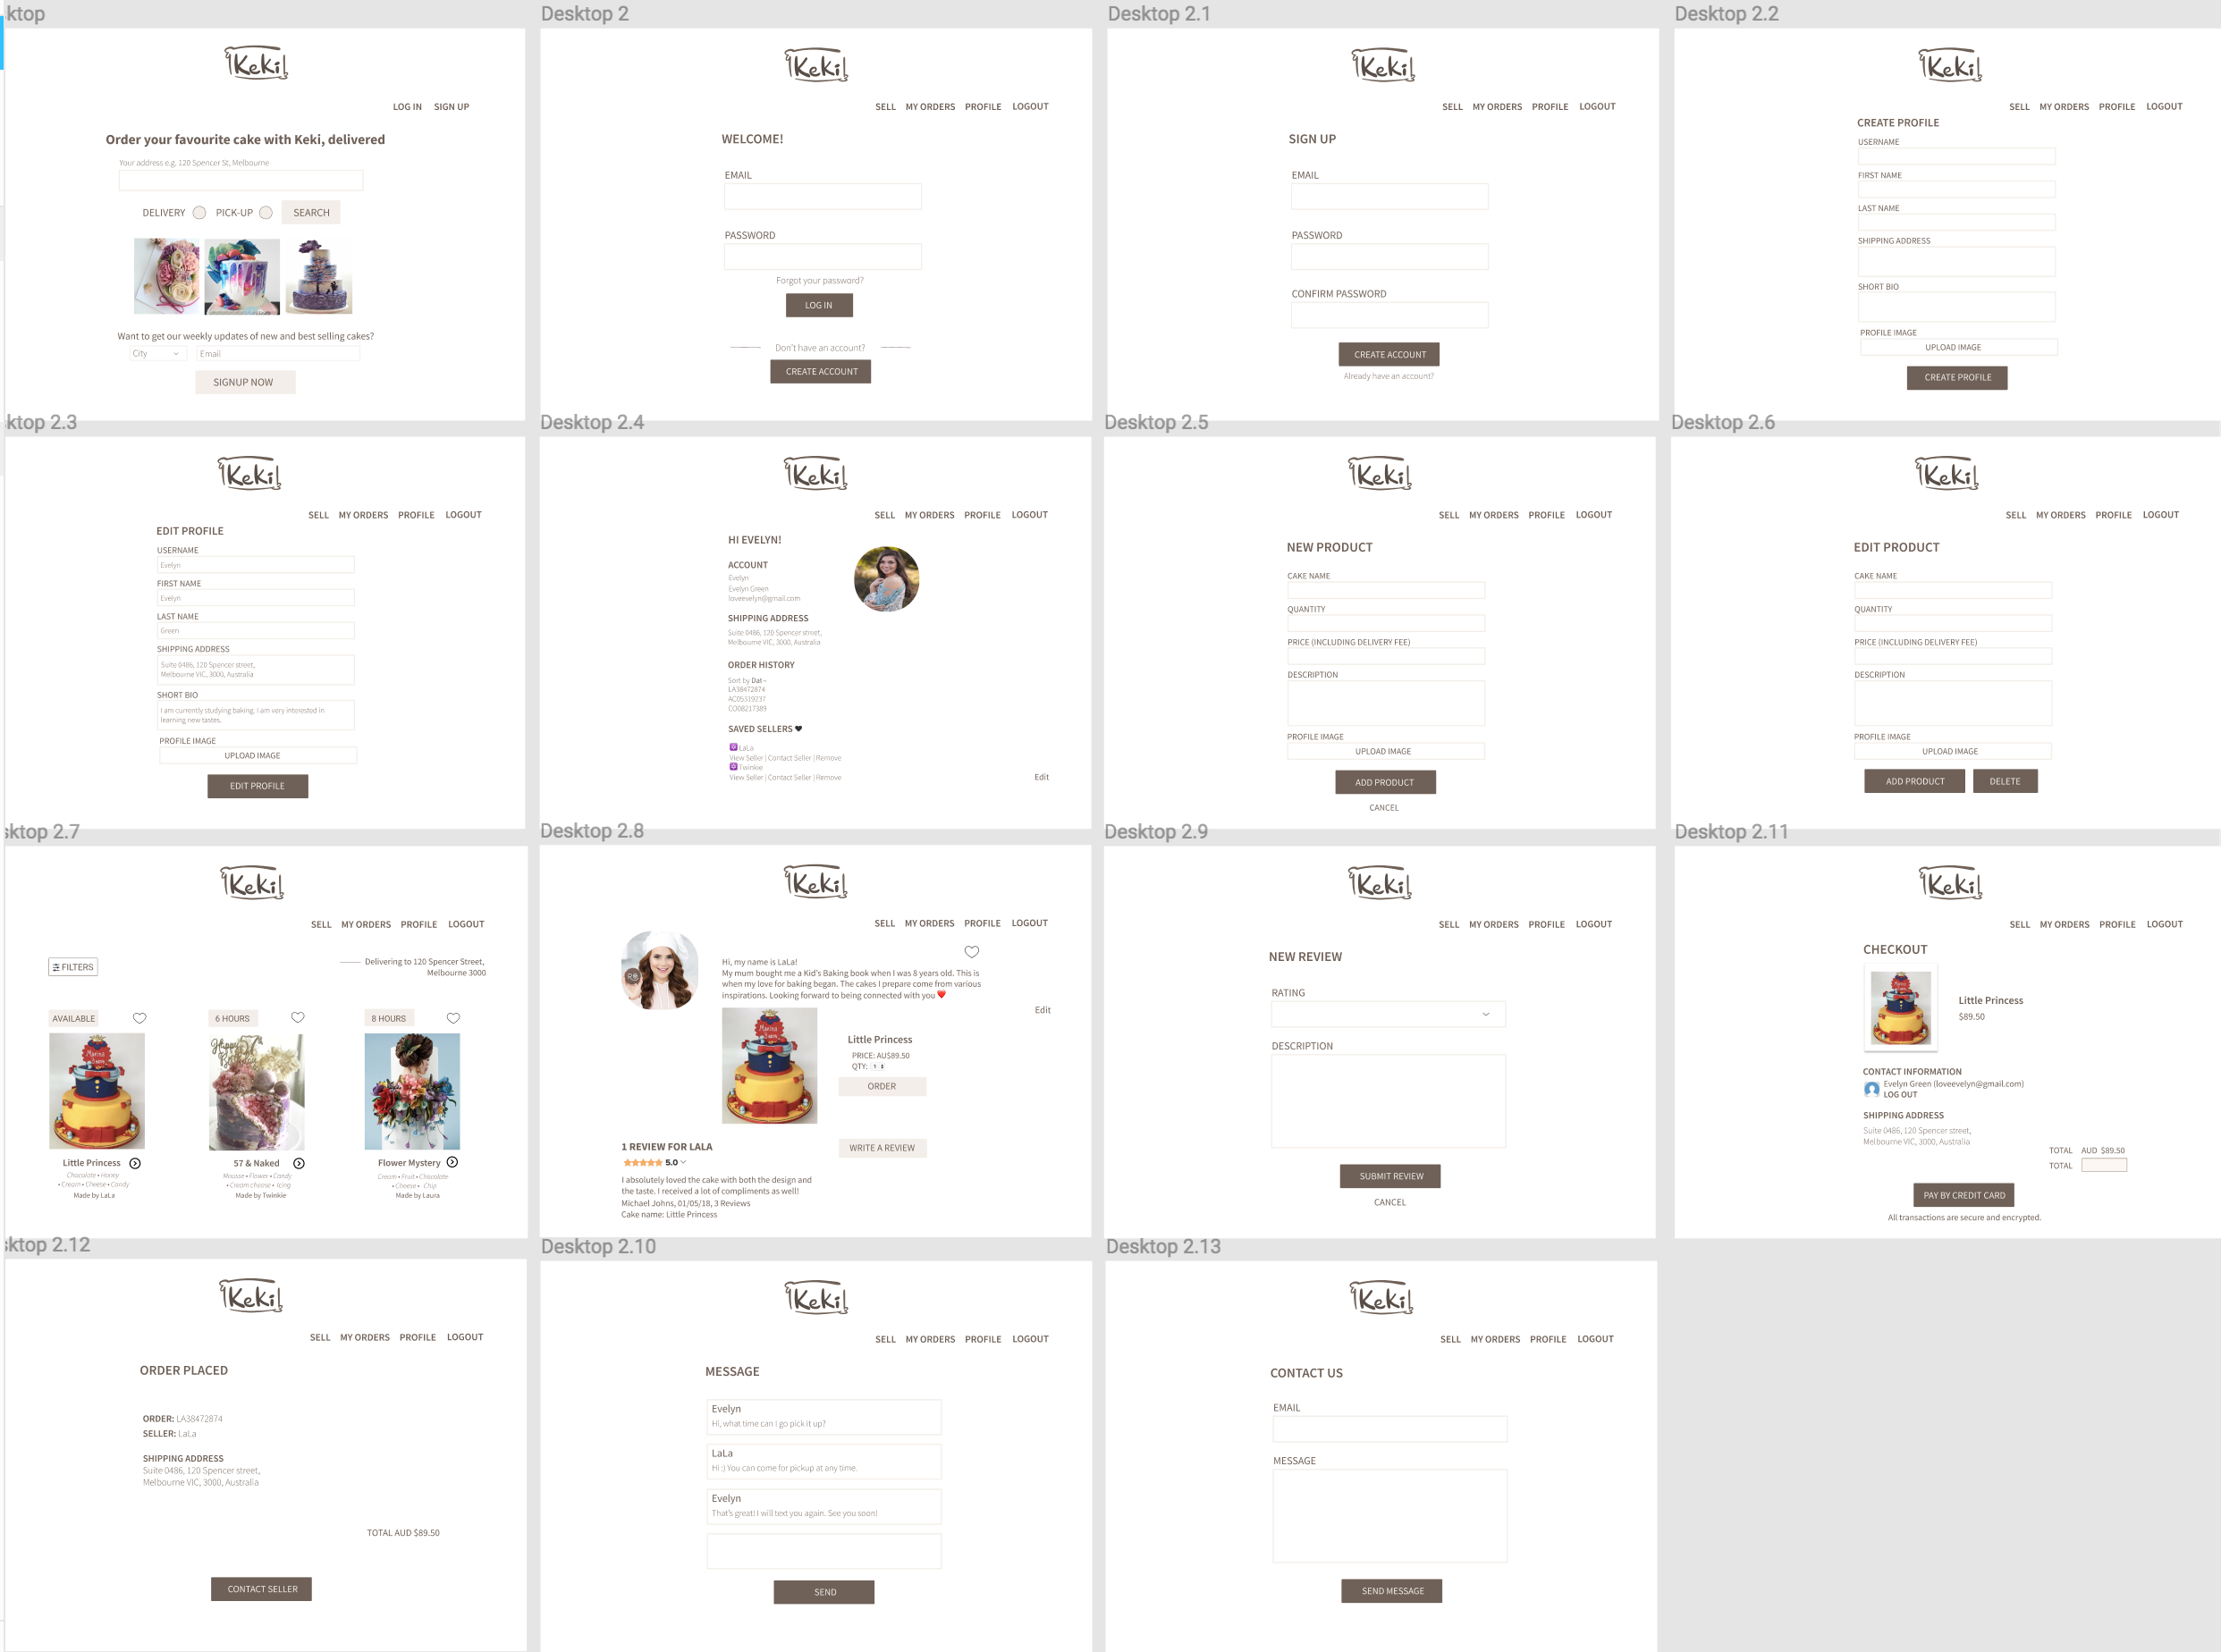 ktop
Keki
LOG IN SIGN UP
Order your favourite cake with Keki, delivered
Your address e.g. 120 Spencer St, Melbourne
DELIVERY PICK-UP SEARCH
Want to get our weekly updates of new and best selling cakes?
City Email
SIGNUP NOW
Desktop 2
Keki
SELL MY ORDERS PROFILE LOGOUT
WELCOME!
EMAIL
PASSWORD
Forgot your password?
LOG IN
Don't have an account?
CREATE ACCOUNT
Desktop 2.1
Keki
SELL MY ORDERS PROFILE LOGOUT
SIGN UP
EMAIL
PASSWORD
CONFIRM PASSWORD
CREATE ACCOUNT
Already have an account?
Desktop 2.2
Keki
SELL MY ORDERS PROFILE LOGOUT
CREATE PROFILE
USERNAME
FIRST NAME
LAST NAME
SHIPPING ADDRESS
SHORT BIO
PROFILE IMAGE
UPLOAD IMAGE
CREATE PROFILE
ktop 2.3
Keki
SELL MY ORDERS PROFILE LOGOUT
EDIT PROFILE
USERNAME
Evelyn
FIRST NAME
Evelyn
LAST NAME
Green
SHIPPING ADDRESS
Suite 0486, 120 Spencer street,
Melbourne VIC, 3000, Australia
SHORT BIO
I am currently studying baking. I am very interested in
learning new tastes.
PROFILE IMAGE
UPLOAD IMAGE
EDIT PROFILE
Desktop 2.4
Keki
SELL MY ORDERS PROFILE LOGOUT
HI EVELYN!
ACCOUNT
Evelyn
Evelyn Green
loveevelyn@gmail.com
SHIPPING ADDRESS
Suite 0486, 120 Spencer street,
Melbourne VIC, 3000, Australia
ORDER HISTORY
Sort by Dat
LA38472874
AC05319237
CO08217389
SAVED SELLERS
LaLa
View Seller | Contact Seller | Remove
Twinkie
View Seller | Contact Seller | Remove
Edit
Desktop 2.5
Keki
SELL MY ORDERS PROFILE LOGOUT
NEW PRODUCT
CAKE NAME
QUANTITY
PRICE (INCLUDING DELIVERY FEE)
DESCRIPTION
PROFILE IMAGE
UPLOAD IMAGE
ADD PRODUCT
CANCEL
Desktop 2.6
Keki
SELL MY ORDERS PROFILE LOGOUT
EDIT PRODUCT
CAKE NAME
QUANTITY
PRICE (INCLUDING DELIVERY FEE)
DESCRIPTION
PROFILE IMAGE
UPLOAD IMAGE
ADD PRODUCT DELETE
sktop 2.7
Keki
SELL MY ORDERS PROFILE LOGOUT
FILTERS
Delivering to 120 Spencer Street,
Melbourne 3000
AVAILABLE
6 HOURS
8 HOURS
Little Princess
Chocolate • Honey
• Cream • Cheese • Candy
Made by LaLa
57 & Naked
Mousse • Flower • Candy
• Cream cheese • Icing
Made by Twinkie
Flower Mystery
Cream • Fruit • Chocolate
• Cheese • Chip
Made by Laura
Desktop 2.8
Keki
SELL MY ORDERS PROFILE LOGOUT
Hi, my name is LaLa!
My mum bought me a Kid's Baking book when I was 8 years old. This is
when my love for baking began. The cakes I prepare come from various
inspirations. Looking forward to being connected with you ❤️
Edit
Little Princess
PRICE: AU$89.50
QTY: 1
ORDER
1 REVIEW FOR LALA
5.0
WRITE A REVIEW
I absolutely loved the cake with both the design and
the taste. I received a lot of compliments as well!
Michael Johns, 01/05/18, 3 Reviews
Cake name: Little Princess
Desktop 2.9
Keki
SELL MY ORDERS PROFILE LOGOUT
NEW REVIEW
RATING
DESCRIPTION
SUBMIT REVIEW
CANCEL
Desktop 2.11
Keki
SELL MY ORDERS PROFILE LOGOUT
CHECKOUT
Little Princess
$89.50
CONTACT INFORMATION
Evelyn Green (loveevelyn@gmail.com)
LOG OUT
SHIPPING ADDRESS
Suite 0486, 120 Spencer street,
Melbourne VIC, 3000, Australia
TOTAL AUD $89.50
TOTAL
PAY BY CREDIT CARD
All transactions are secure and encrypted.
sktop 2.12
Keki
SELL MY ORDERS PROFILE LOGOUT
ORDER PLACED
ORDER: LA38472874
SELLER: LaLa
SHIPPING ADDRESS
Suite 0486, 120 Spencer street,
Melbourne VIC, 3000, Australia
TOTAL AUD $89.50
CONTACT SELLER
Desktop 2.10
Keki
SELL MY ORDERS PROFILE LOGOUT
MESSAGE
Evelyn
Hi, what time can I go pick it up?
LaLa
Hi :) You can come for pickup at any time.
Evelyn
That's great! I will text you again. See you soon!
SEND
Desktop 2.13
Keki
SELL MY ORDERS PROFILE LOGOUT
CONTACT US
EMAIL
MESSAGE
SEND MESSAGE